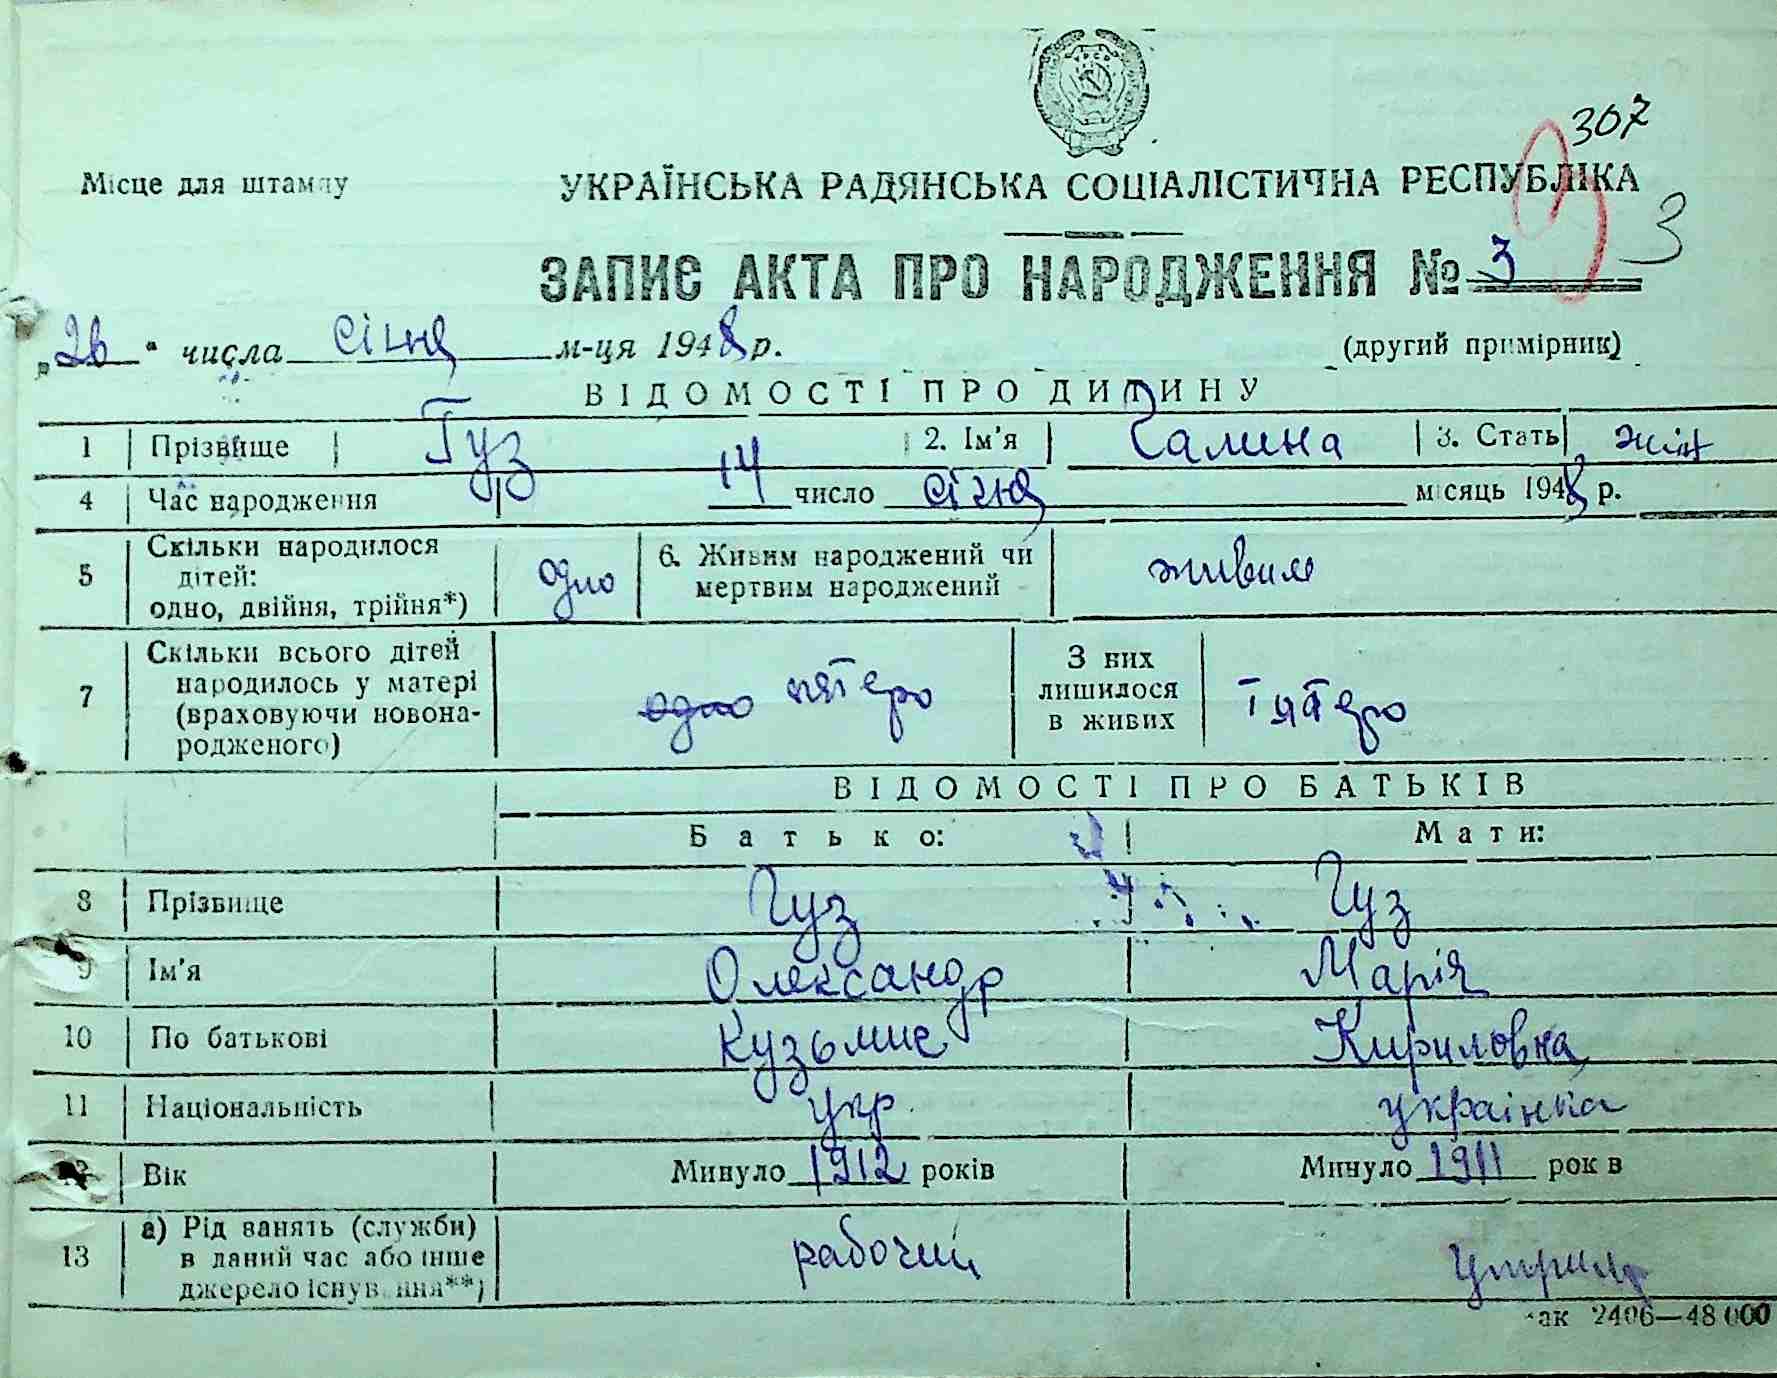 307
Місце для штампу УКРАЇНСЬКА РАДЯНСЬКА СОЦІАЛІСТИЧНА РЕСПУБЛІКА
3
ЗАПИС АКТА ПРО НАРОДЖЕННЯ № 3
„26“ числа січня м-ця 1948 р. (другий примірник)
ВІДОМОСТІ ПРО ДИТИНУ
1 Прізвище Гуз 2. Ім'я Галина 3. Стать жін
4 Час народження 14 число січня місяць 1948 р.
5 Скільки народилося дітей: одно, двійня, трійня*) одно 6. Живим народжений чи мертвим народжений живим
7 Скільки всього дітей народилось у матері (враховуючи новонародженого) одно пятеро З них лишилося в живих пятеро
ВІДОМОСТІ ПРО БАТЬКІВ
Батько: Мати:
8 Прізвище Гуз Гуз
9 Ім'я Олександр Марія
10 По батькові Кузьмич Кириловна
11 Національність укр. українка
12 Вік Минуло 1912 років Минуло 1911 років
13 а) Рід занять (служби) в даний час або інше джерело існування**) рабочий утрим
Зак 2406—48 000